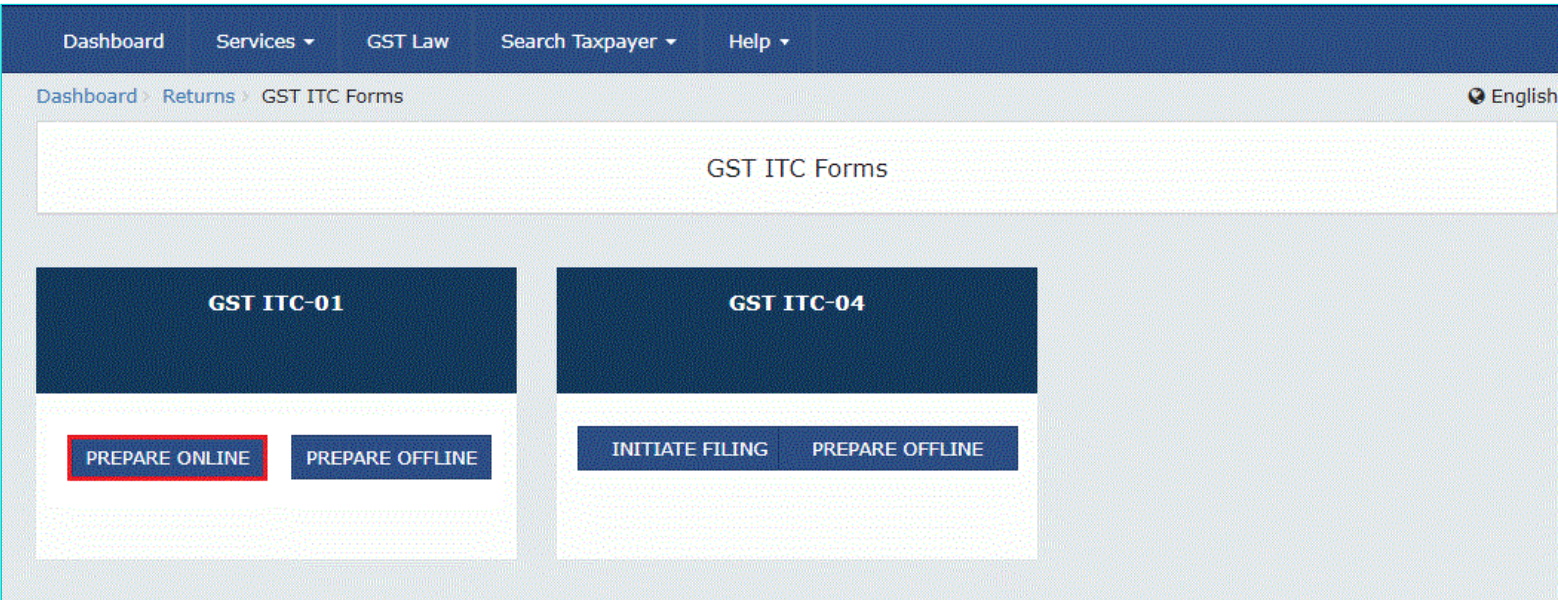 Dashboard Services GST Law Search Taxpayer Help
Dashboard > Returns > GST ITC Forms English
GST ITC Forms
GST ITC-01 GST ITC-04
PREPARE ONLINE PREPARE OFFLINE INITIATE FILING PREPARE OFFLINE